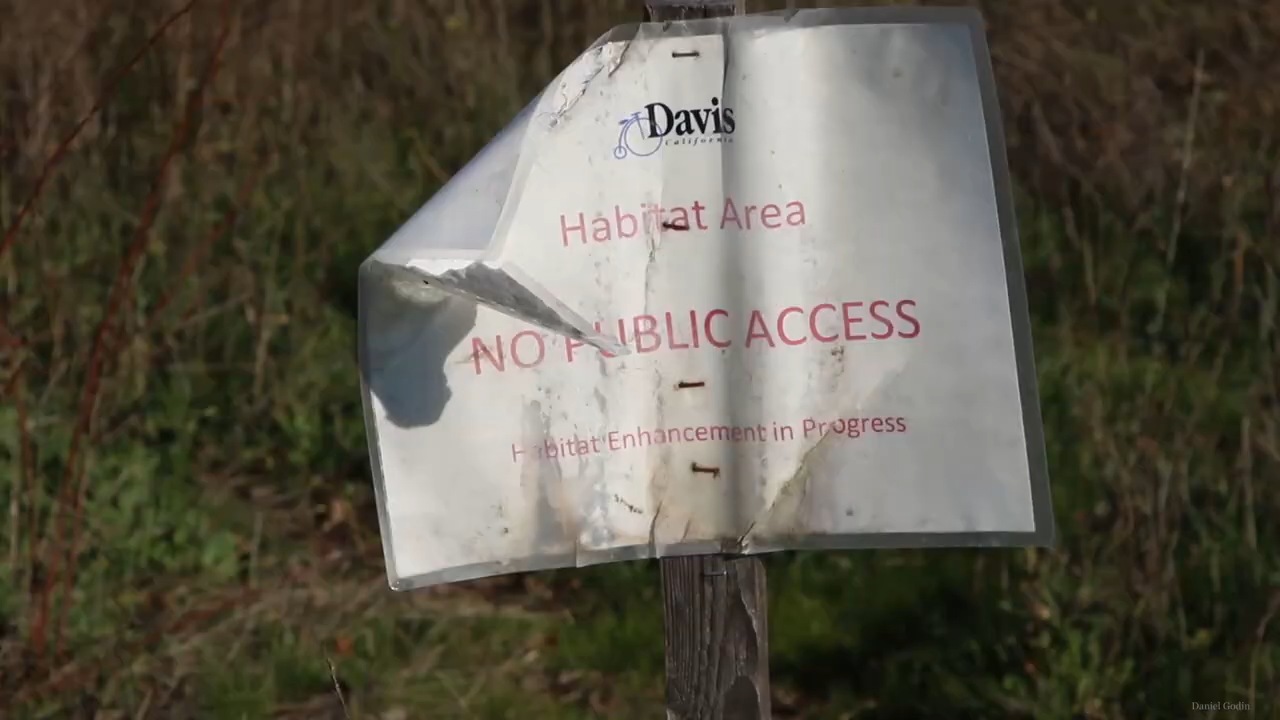 Davis
California
Habitat Area
NO PUBLIC ACCESS
Habitat Enhancement in Progress
Daniel Godin